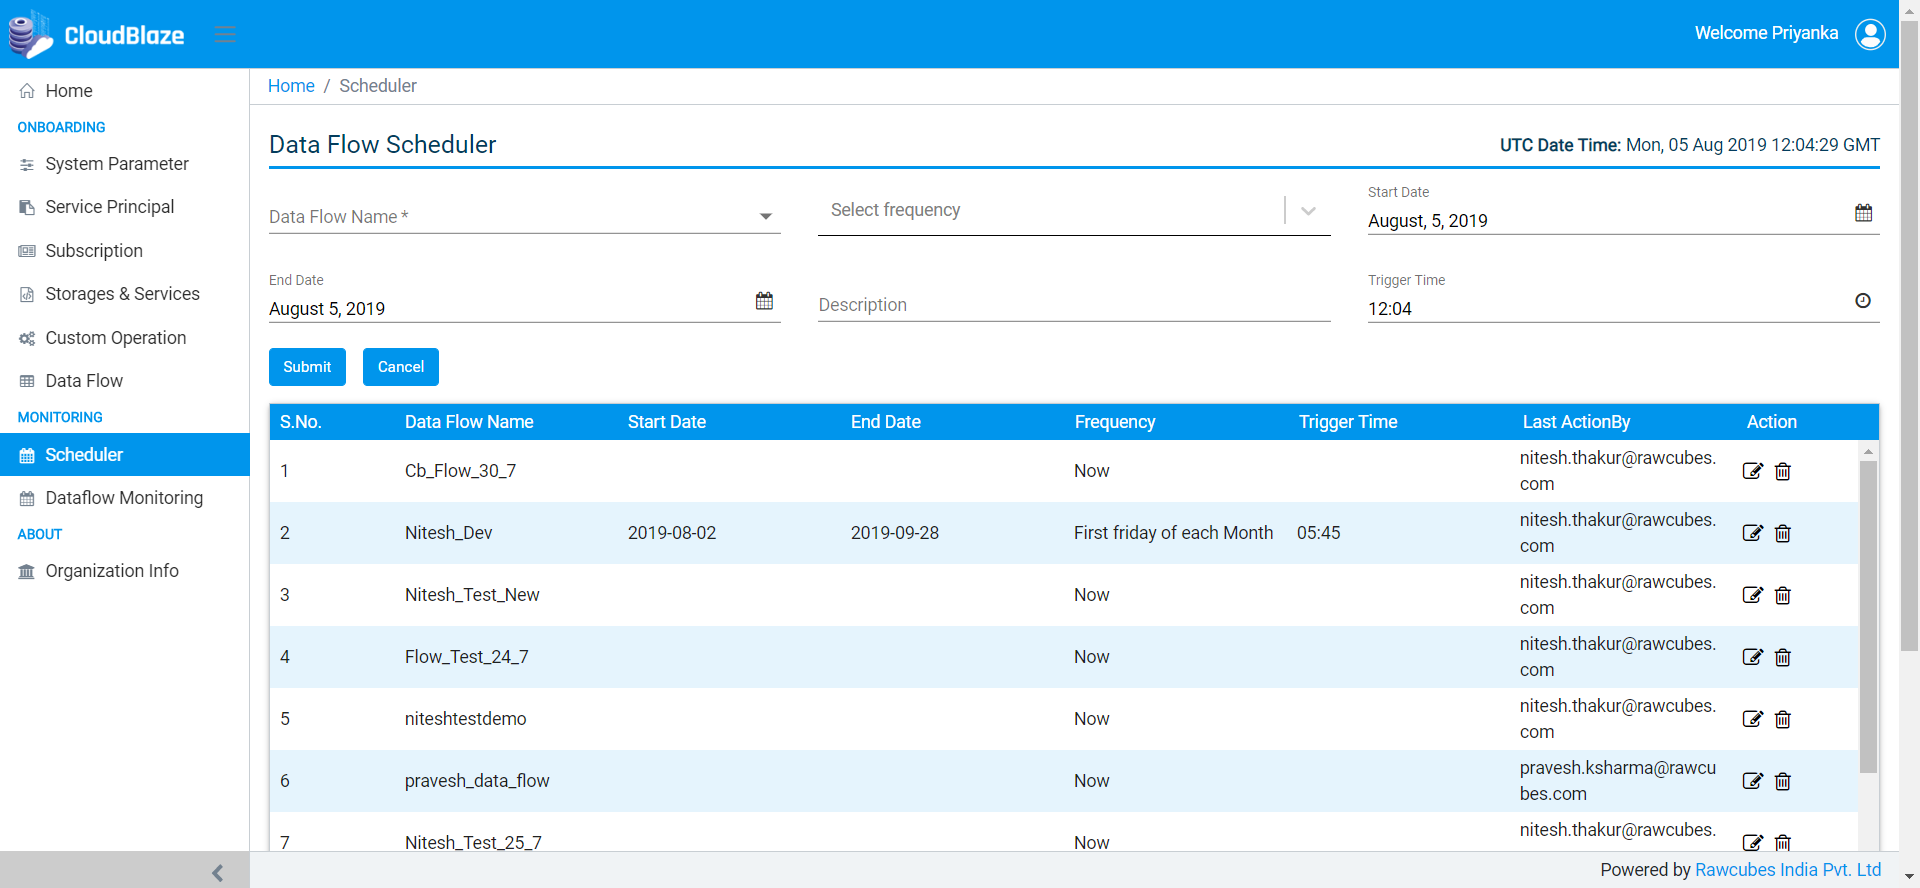 CloudBlaze
Welcome Priyanka
Home
ONBOARDING
System Parameter
Service Principal
Subscription
Storages & Services
Custom Operation
Data Flow
MONITORING
Scheduler
Dataflow Monitoring
ABOUT
Organization Info
Home / Scheduler
Data Flow Scheduler
UTC Date Time: Mon, 05 Aug 2019 12:04:29 GMT
Data Flow Name *
Select frequency
Start Date
August, 5, 2019
End Date
August 5, 2019
Description
Trigger Time
12:04
Submit Cancel
S.No. Data Flow Name Start Date End Date Frequency Trigger Time Last ActionBy Action
1 Cb_Flow_30_7 Now nitesh.thakur@rawcubes.
com
2 Nitesh_Dev 2019-08-02 2019-09-28 First friday of each Month 05:45 nitesh.thakur@rawcubes.
com
3 Nitesh_Test_New Now nitesh.thakur@rawcubes.
com
4 Flow_Test_24_7 Now nitesh.thakur@rawcubes.
com
5 niteshtestdemo Now nitesh.thakur@rawcubes.
com
6 pravesh_data_flow Now pravesh.ksharma@rawcu
bes.com
7 Nitesh_Test_25_7 Now nitesh.thakur@rawcubes.
Powered by Rawcubes India Pvt. Ltd